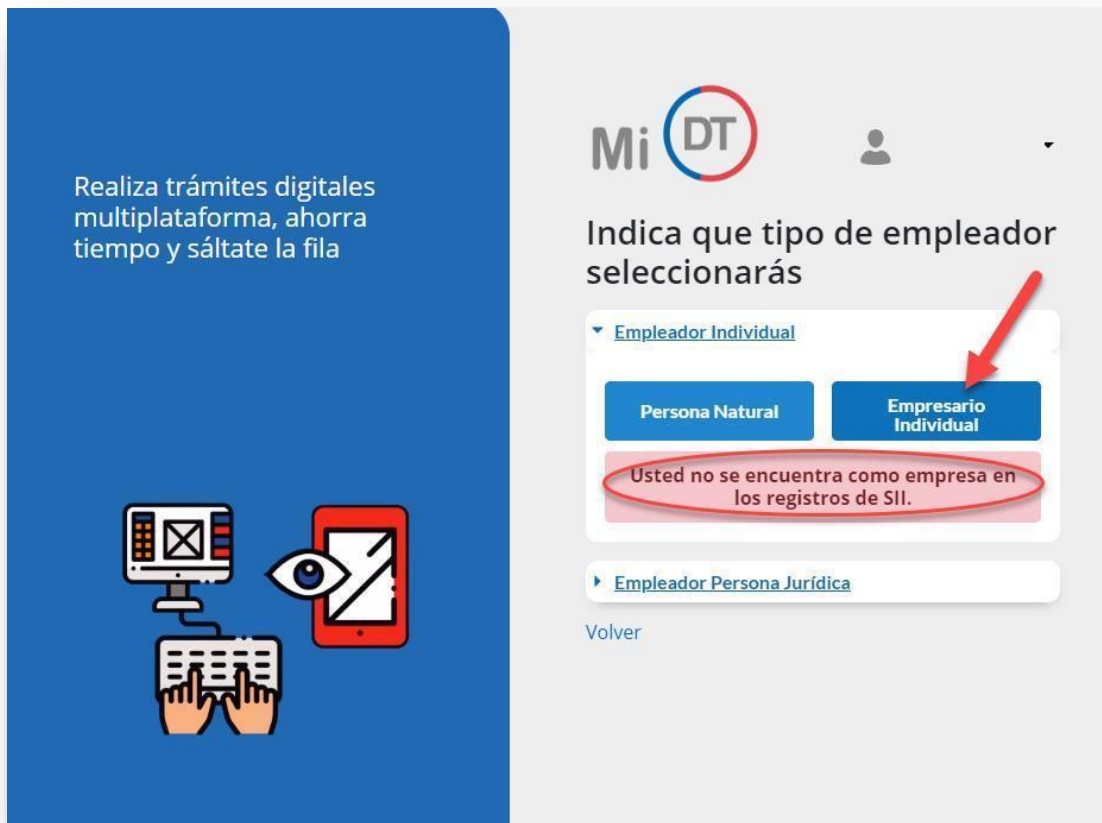 Realiza trámites digitales
multiplataforma, ahorra
tiempo y sáltate la fila
Mi DT
Indica que tipo de empleador
seleccionarás
Empleador Individual
Persona Natural
Empresario
Individual
Usted no se encuentra como empresa en
los registros de SII.
Empleador Persona Jurídica
Volver